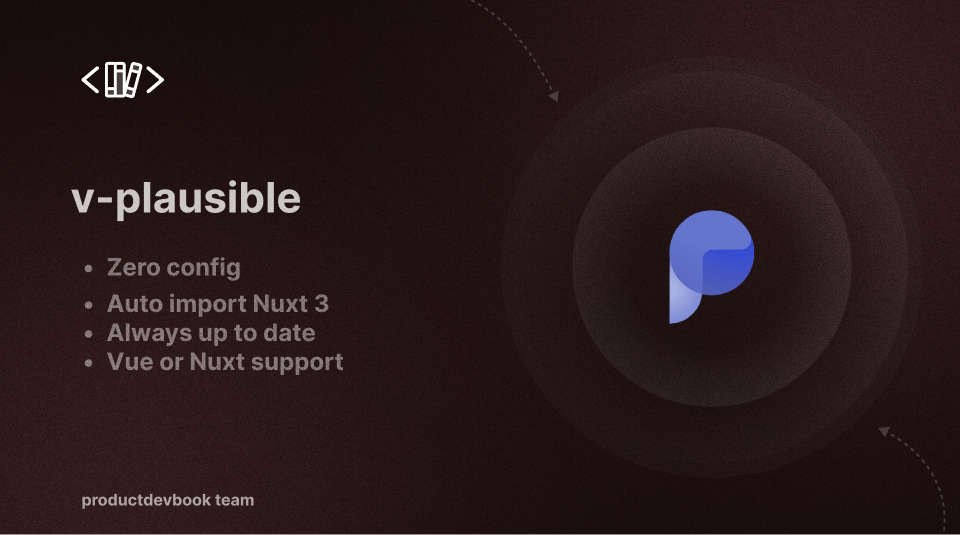 v-plausible
• Zero config
• Auto import Nuxt 3
• Always up to date
• Vue or Nuxt support
productdevbook team